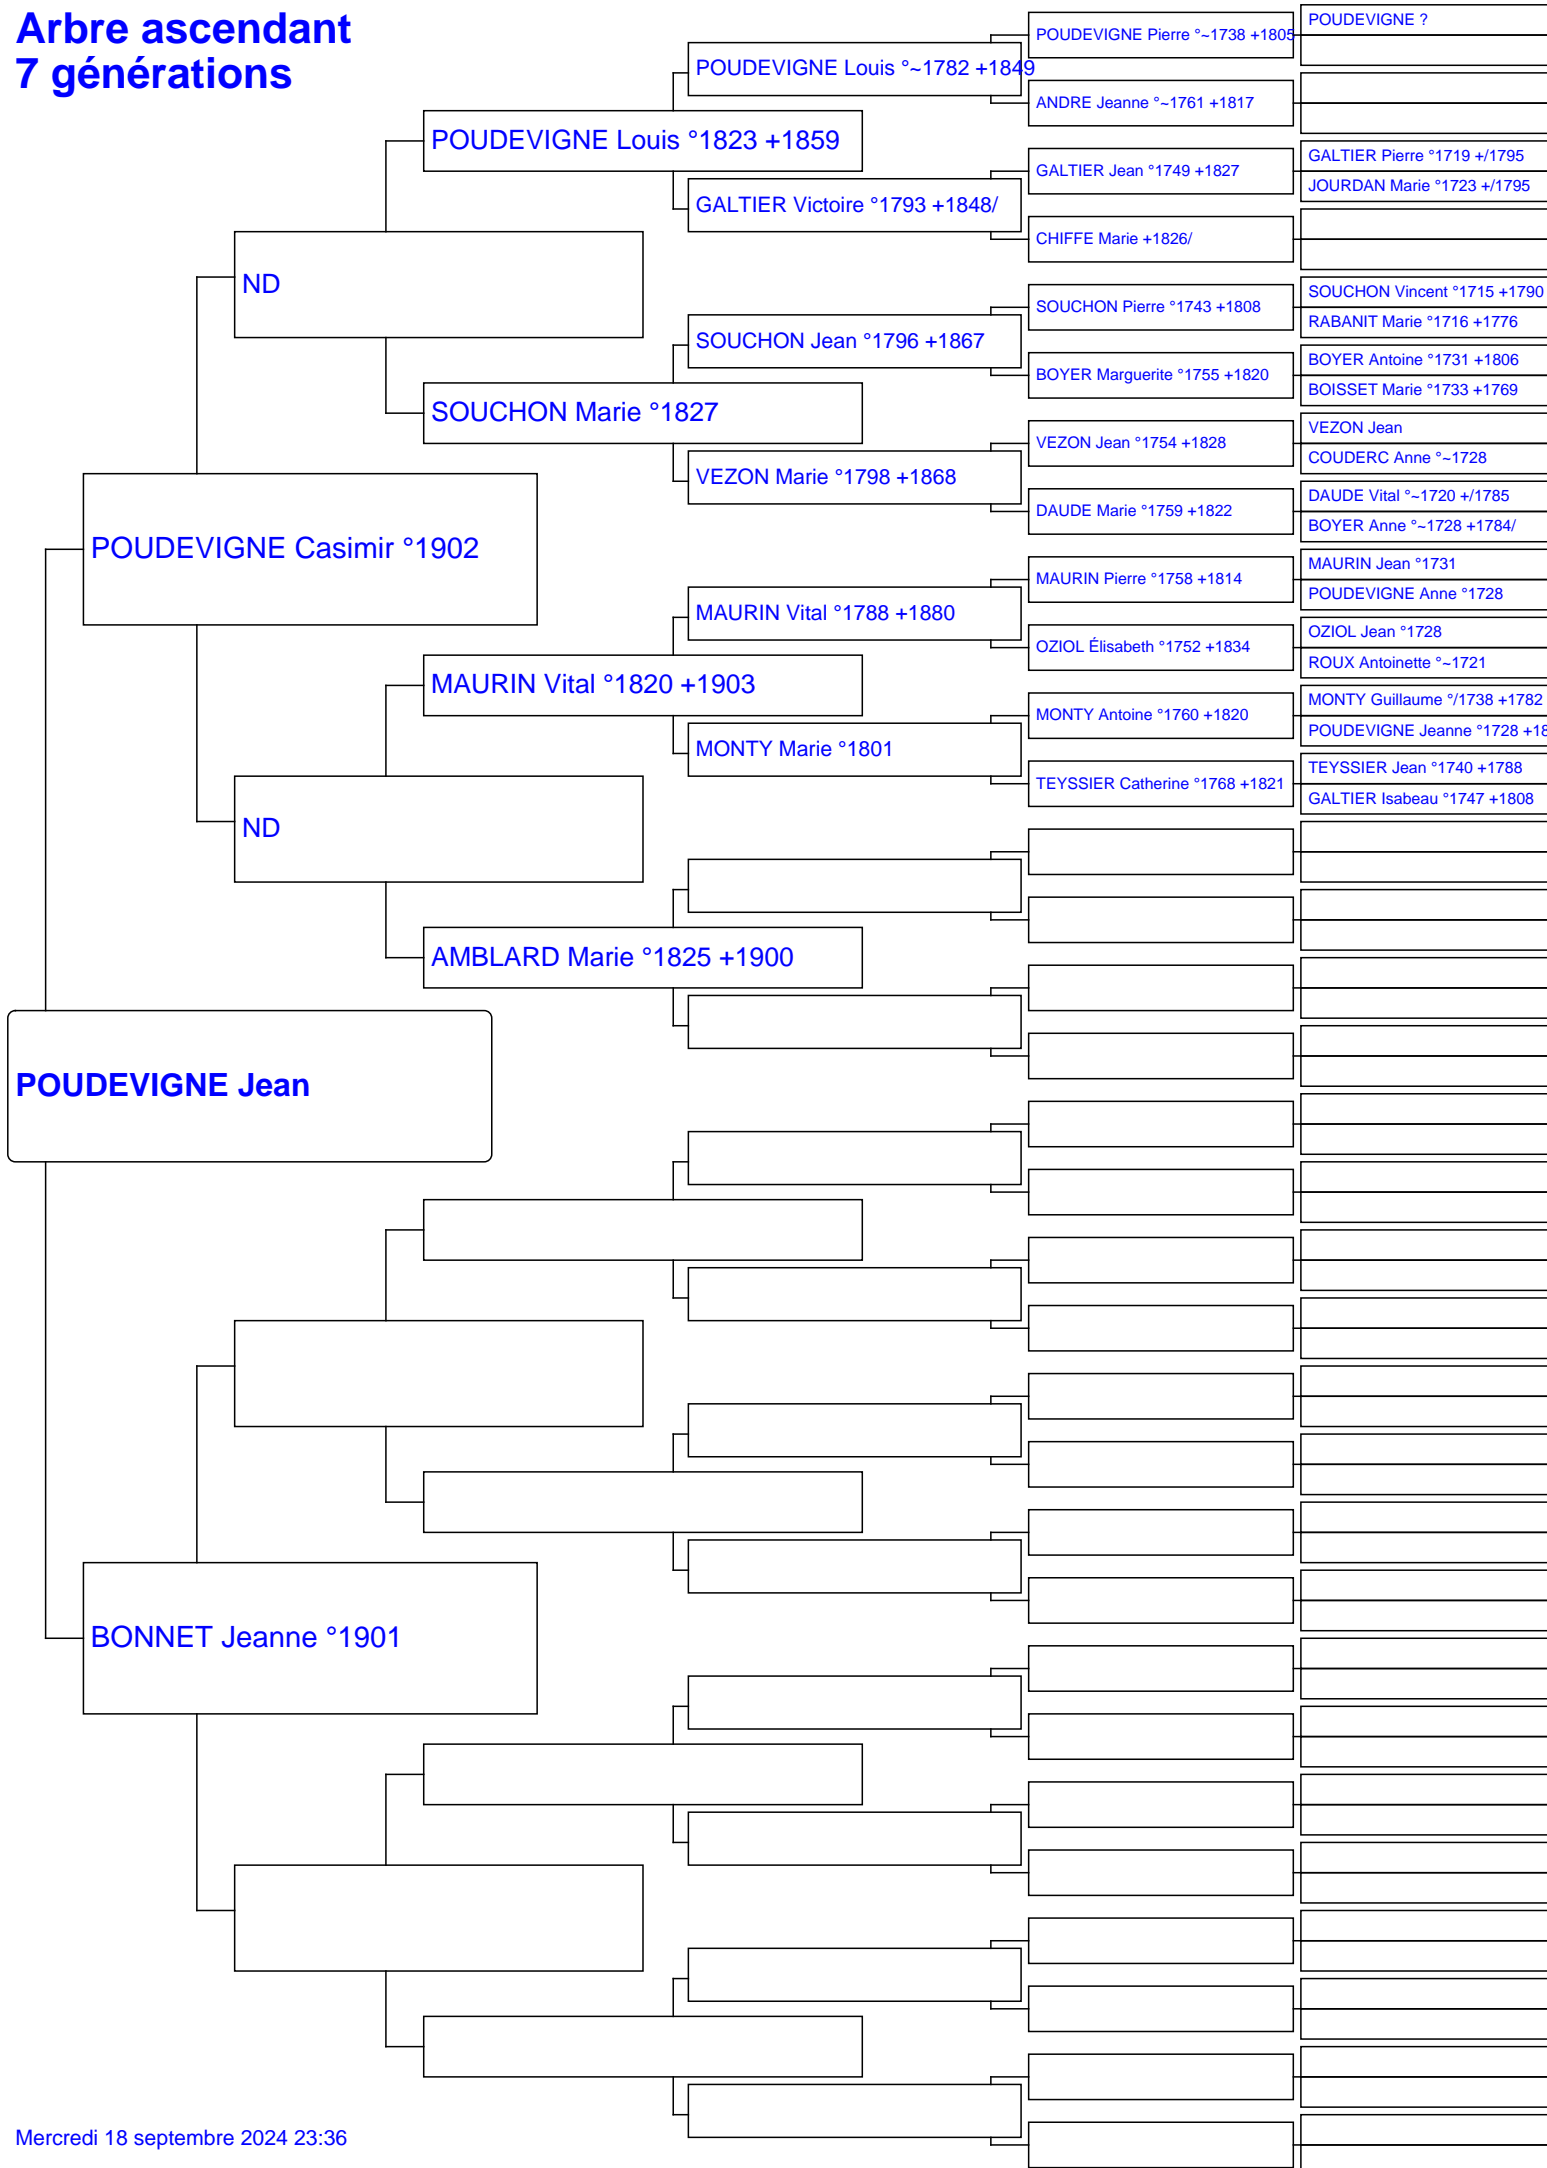 Arbre ascendant
7 générations
POUDEVIGNE Jean
POUDEVIGNE Casimir °1902
BONNET Jeanne °1901
ND
ND
POUDEVIGNE Louis °1823 +1859
SOUCHON Marie °1827
MAURIN Vital °1820 +1903
AMBLARD Marie °1825 +1900
POUDEVIGNE Louis °~1782 +1849
GALTIER Victoire °1793 +1848/
SOUCHON Jean °1796 +1867
VEZON Marie °1798 +1868
MAURIN Vital °1788 +1880
MONTY Marie °1801
POUDEVIGNE Pierre °~1738 +1805
ANDRE Jeanne °~1761 +1817
GALTIER Jean °1749 +1827
CHIFFE Marie +1826/
SOUCHON Pierre °1743 +1808
BOYER Marguerite °1755 +1820
VEZON Jean °1754 +1828
DAUDE Marie °1759 +1822
MAURIN Pierre °1758 +1814
OZIOL Élisabeth °1752 +1834
MONTY Antoine °1760 +1820
TEYSSIER Catherine °1768 +1821
POUDEVIGNE ?
GALTIER Pierre °1719 +/1795
JOURDAN Marie °1723 +/1795
SOUCHON Vincent °1715 +1790
RABANIT Marie °1716 +1776
BOYER Antoine °1731 +1806
BOISSET Marie °1733 +1769
VEZON Jean
COUDERC Anne °~1728
DAUDE Vital °~1720 +/1785
BOYER Anne °~1728 +1784/
MAURIN Jean °1731
POUDEVIGNE Anne °1728
OZIOL Jean °1728
ROUX Antoinette °~1721
MONTY Guillaume °/1738 +1782
POUDEVIGNE Jeanne °1728 +18
TEYSSIER Jean °1740 +1788
GALTIER Isabeau °1747 +1808
Mercredi 18 septembre 2024 23:36